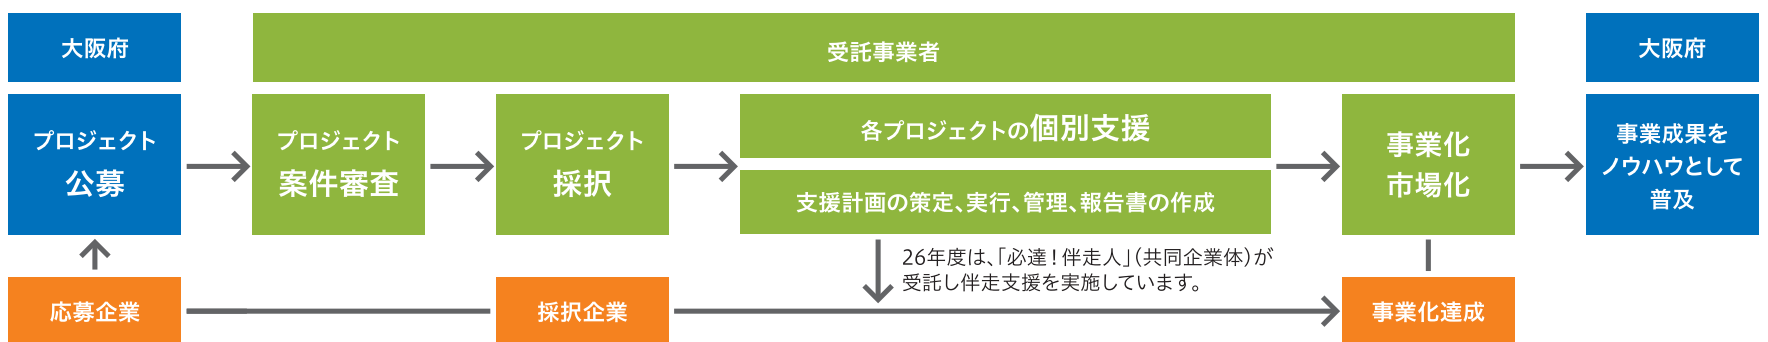 大阪府
受託事業者
大阪府
プロジェクト
公募
プロジェクト
案件審査
プロジェクト
採択
各プロジェクトの個別支援
支援計画の策定、実行、管理、報告書の作成
事業化
市場化
事業成果を
ノウハウとして
普及
26年度は、「必達！伴走人」（共同企業体）が
受託し伴走支援を実施しています。
応募企業
採択企業
事業化達成